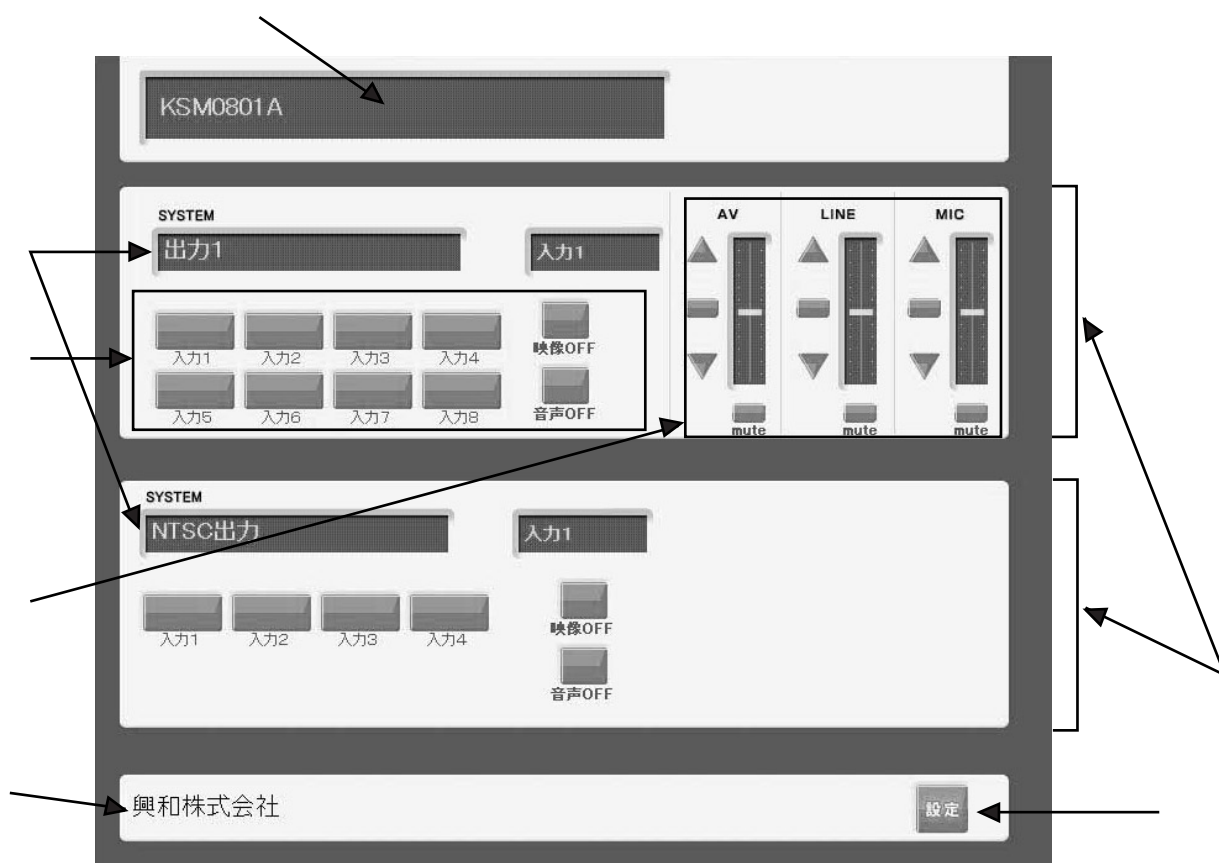 KSM0801A
SYSTEM
出力1
入力1
入力1 入力2 入力3 入力4
映像OFF
入力5 入力6 入力7 入力8
音声OFF
AV LINE MIC
mute mute mute
SYSTEM
NTSC出力
入力1
入力1 入力2 入力3 入力4
映像OFF
音声OFF
興和株式会社
設定